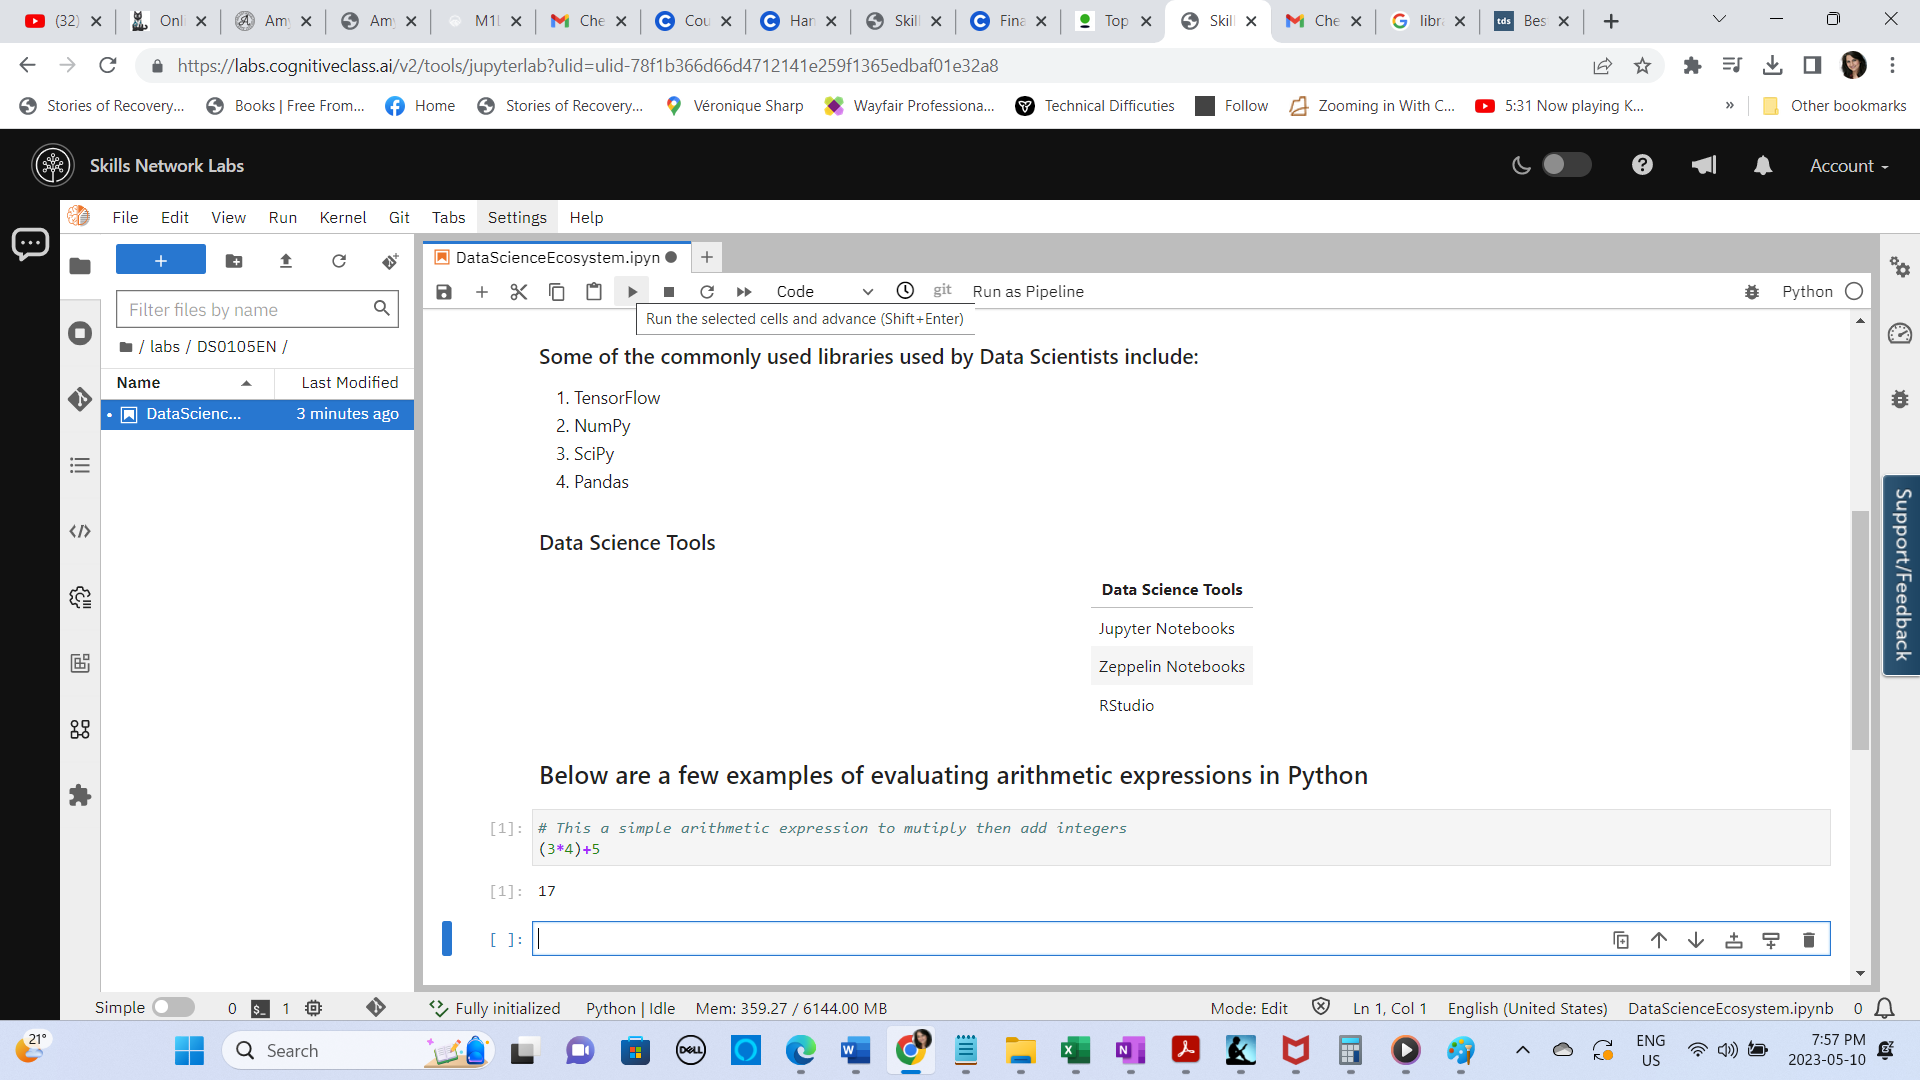 (32)
Onli
Am
Am
M1L
Che
Cou
Han
Skill
Fina
Top
Skill
Che
libra
tds
Bes
https://labs.cognitiveclass.ai/v2/tools/jupyterlab?ulid=ulid-78f1b366d66d4712141e259f1365edbaf01e32a8
Stories of Recovery...
Books | Free From...
Home
Stories of Recovery...
Véronique Sharp
Wayfair Professiona...
Technical Difficuties
Follow
Zooming in With C...
5:31 Now playing K...
»
Other bookmarks
Skills Network Labs
Account
File Edit View Run Kernel Git Tabs Settings Help
DataScienceEcosystem.ipyn
Code
git
Run as Pipeline
Python
Run the selected cells and advance (Shift+Enter)
Filter files by name
/ labs / DS0105EN /
Name
Last Modified
DataScienc...
3 minutes ago
Some of the commonly used libraries used by Data Scientists include:
1. TensorFlow
2. NumPy
3. SciPy
4. Pandas
Data Science Tools
Data Science Tools
Jupyter Notebooks
Zeppelin Notebooks
RStudio
Below are a few examples of evaluating arithmetic expressions in Python
[1]: # This a simple arithmetic expression to mutiply then add integers
(3*4)+5
[1]: 17
[ ]:
Support/Feedback
Simple
0
$_
1
Fully initialized
Python | Idle
Mem: 359.27 / 6144.00 MB
Mode: Edit
Ln 1, Col 1
English (United States)
DataScienceEcosystem.ipynb
0
21°
Search
DELL
ENG
US
7:57 PM
2023-05-10